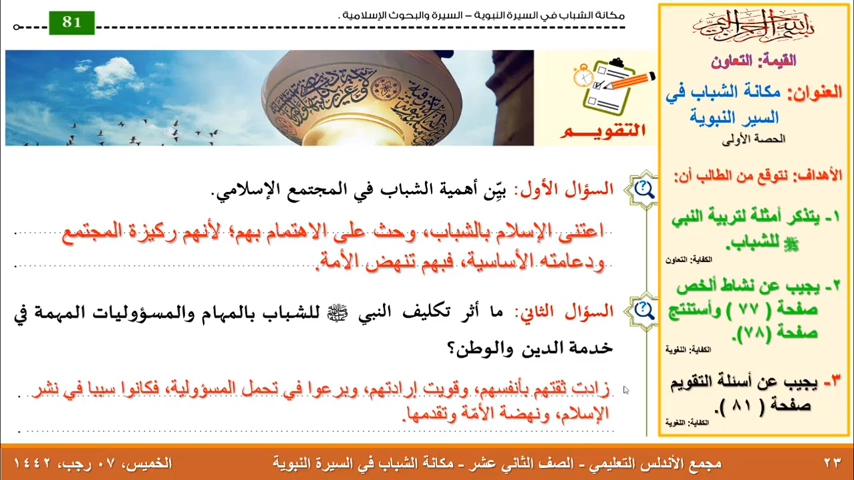 مكانة الشباب في السيرة النبوية - السيرة والبحوث الإسلامية .
81
بسم الله الرحمن الرحيم
القيمة: التعاون
العنوان: مكانة الشباب في
السير النبوية
الحصة الأولى
الأهداف: نتوقع من الطالب أن:
١- يتذكر أمثلة لتربية النبي
ﷺ للشباب.
الكفاية: التعاون
٢- يجيب عن نشاط ألخص
صفحة ( ٧٧ ) وأستنتج
صفحة (٧٨).
الكفاية: اللغوية
٣- يجيب عن أسئلة التقويم
صفحة ( ٨١ ).
الكفاية: اللغوية
التقويم
السؤال الأول: بيّن أهمية الشباب في المجتمع الإسلامي.
اعتنى الإسلام بالشباب، وحث على الاهتمام بهم؛ لأنهم ركيزة المجتمع
ودعامته الأساسية، فبهم تنهض الأمة.
السؤال الثاني: ما أثر تكليف النبي ﷺ للشباب بالمهام والمسؤوليات المهمة في
خدمة الدين والوطن؟
زادت ثقتهم بأنفسهم، وقويت إرادتهم، وبرعوا في تحمل المسؤولية، فكانوا سببا في نشر
الإسلام، ونهضة الأمّة وتقدمها.
٢٣
مجمع الأندلس التعليمي - الصف الثاني عشر - مكانة الشباب في السيرة النبوية
الخميس، ٠٧ رجب، ١٤٤٢